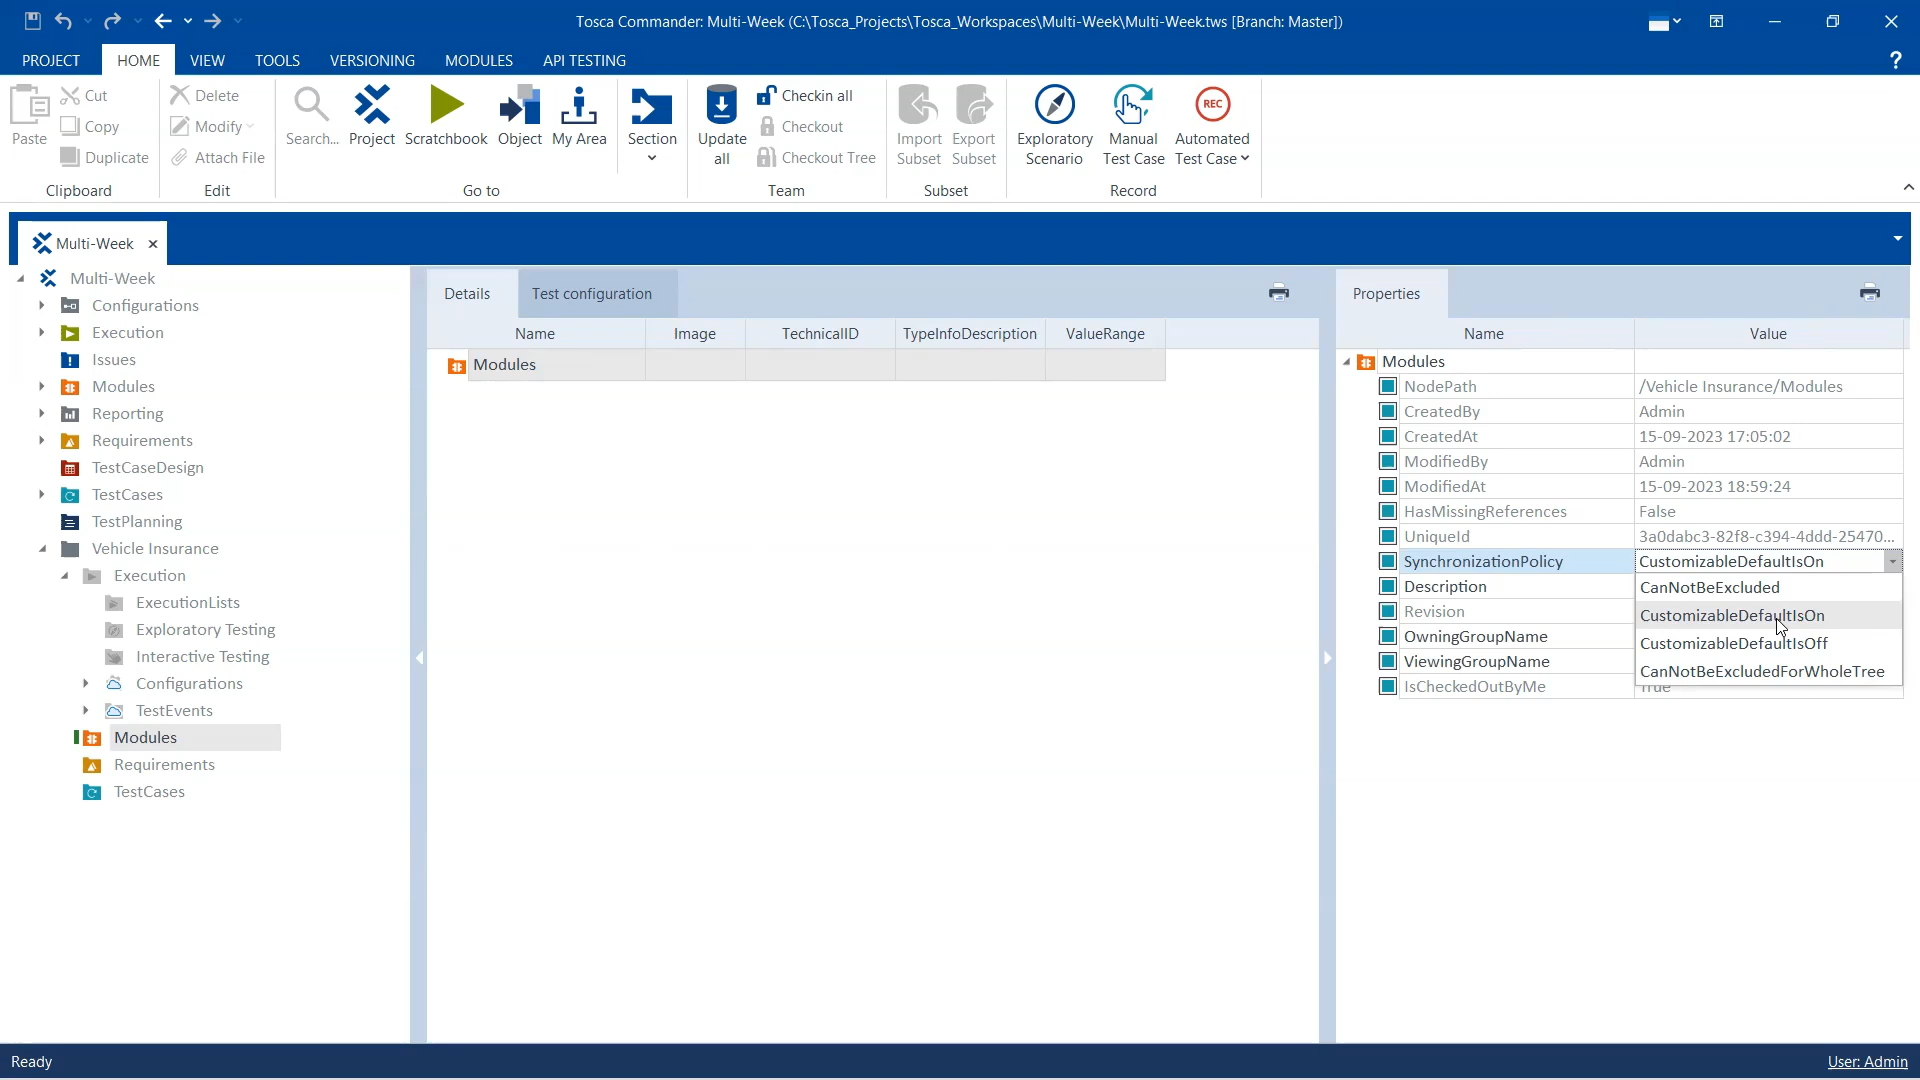 Tosca Commander: Multi-Week (C:\Tosca_Projects\Tosca_Workspaces\Multi-Week\Multi-Week.tws [Branch: Master])
PROJECT HOME VIEW TOOLS VERSIONING MODULES API TESTING ?
Paste
Cut
Copy
Duplicate
Clipboard
Delete
Modify
Attach File
Edit
Search...
Project
Scratchbook
Object
My Area
Go to
Section
Update all
Checkin all
Checkout
Checkout Tree
Team
Import Subset
Export Subset
Subset
Exploratory Scenario
Manual Test Case
REC
Automated Test Case
Record
Multi-Week
Multi-Week
Configurations
Execution
Issues
Modules
Reporting
Requirements
TestCaseDesign
TestCases
TestPlanning
Vehicle Insurance
Execution
ExecutionLists
Exploratory Testing
Interactive Testing
Configurations
TestEvents
Modules
Requirements
TestCases
Details Test configuration
Name Image TechnicalID TypeInfoDescription ValueRange
Modules
Properties
Name Value
Modules
NodePath /Vehicle Insurance/Modules
CreatedBy Admin
CreatedAt 15-09-2023 17:05:02
ModifiedBy Admin
ModifiedAt 15-09-2023 18:59:24
HasMissingReferences False
UniqueId 3a0dabc3-82f8-c394-4ddd-25470...
SynchronizationPolicy CustomizableDefaultIsOn
Description CanNotBeExcluded
Revision CustomizableDefaultIsOn
OwningGroupName CustomizableDefaultIsOff
ViewingGroupName CanNotBeExcludedForWholeTree
IsCheckedOutByMe True
Ready User: Admin